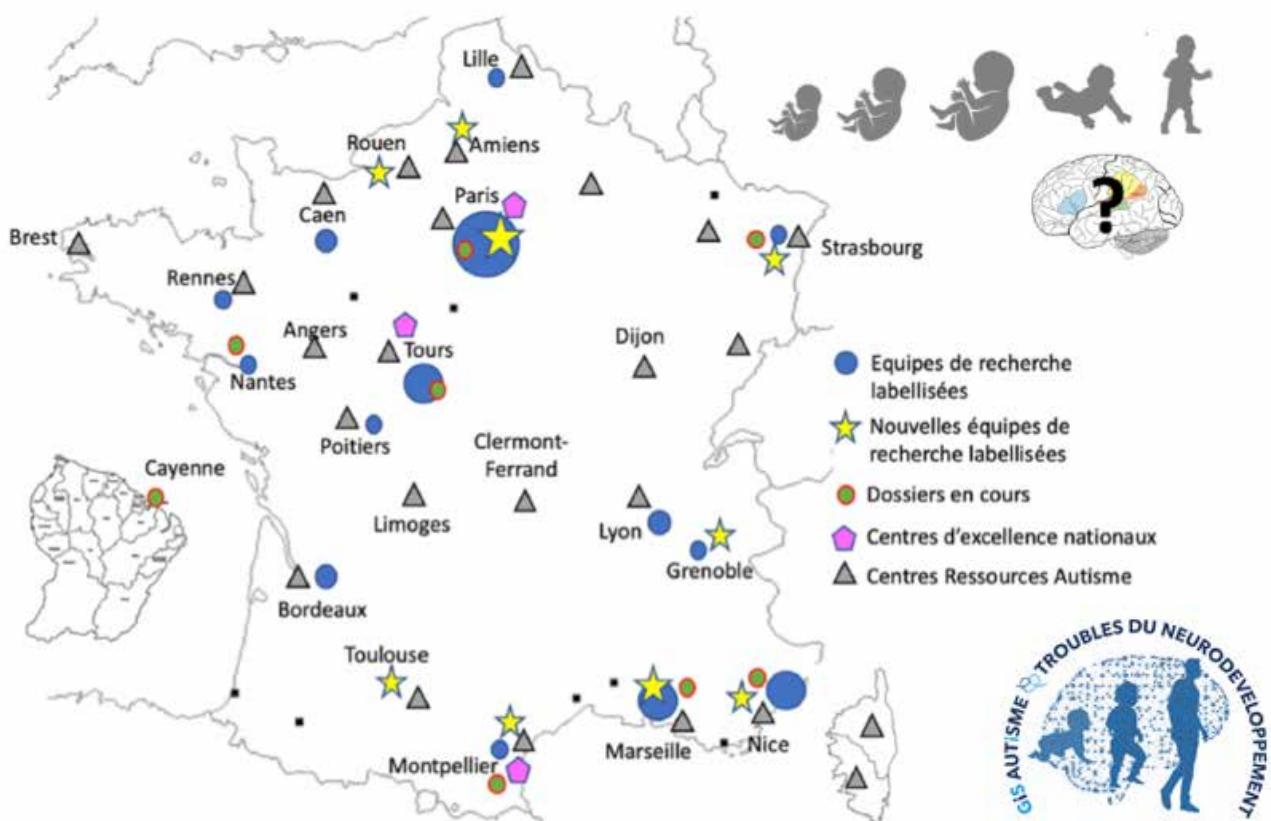 Lille
Rouen
Amiens
Paris
Caen
Brest
Strasbourg
Rennes
Angers
Dijon
Tours
Nantes
Equipes de recherche
labellisées
Poitiers
Clermont-
Ferrand
Nouvelles équipes de
recherche labellisées
Cayenne
Dossiers en cours
Limoges
Lyon
Centres d'excellence nationaux
Grenoble
Centres Ressources Autisme
Bordeaux
Toulouse
Marseille
Nice
Montpellier
?
GiS AUTiSME TROUBLES DU NEURODEVELOPPEMENT